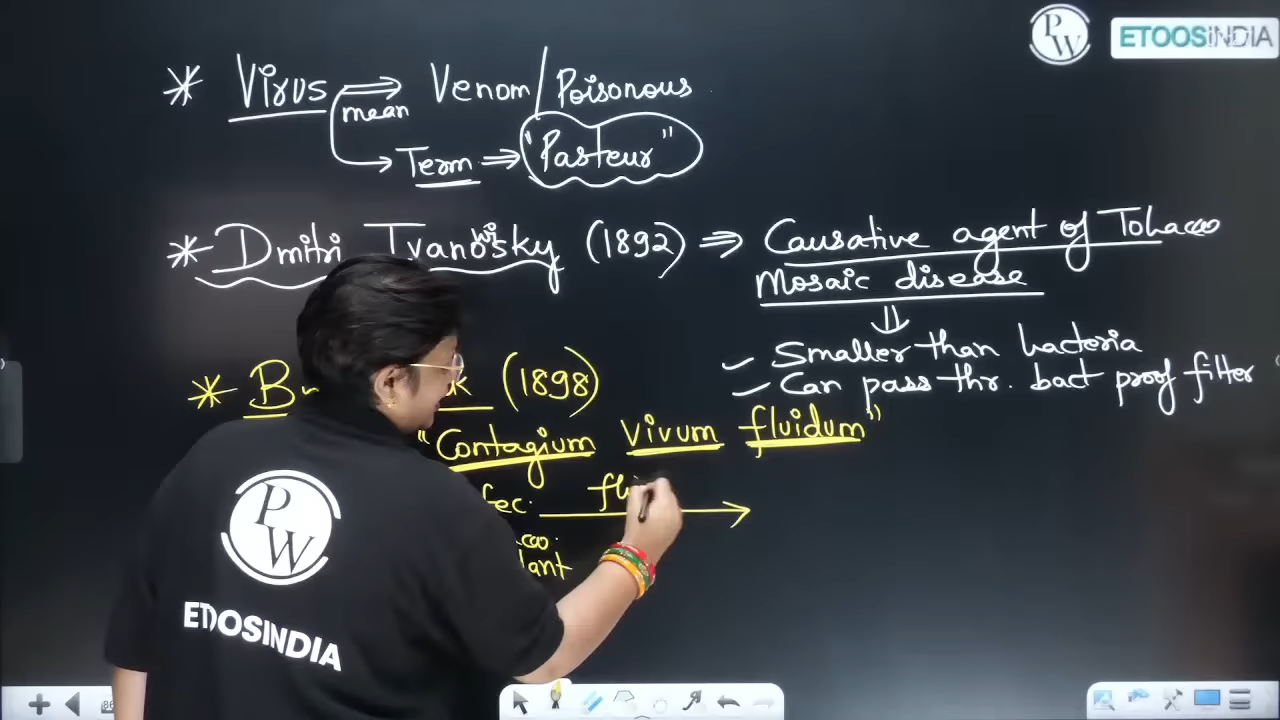 PW ETOOSINDIA
* Virus ⇒ Venom/Poisonous
mean
Term ⇒ "Pasteur"
* Dmitri Ivanowsky (1892) ⇒ Causative agent of Tobacco
Mosaic disease
⇓
Smaller than bacteria
Can pass thr. bact proof filter
* (1898)
"Contagium vivum fluidum"
fec.
lant
PW
ETOOSINDIA